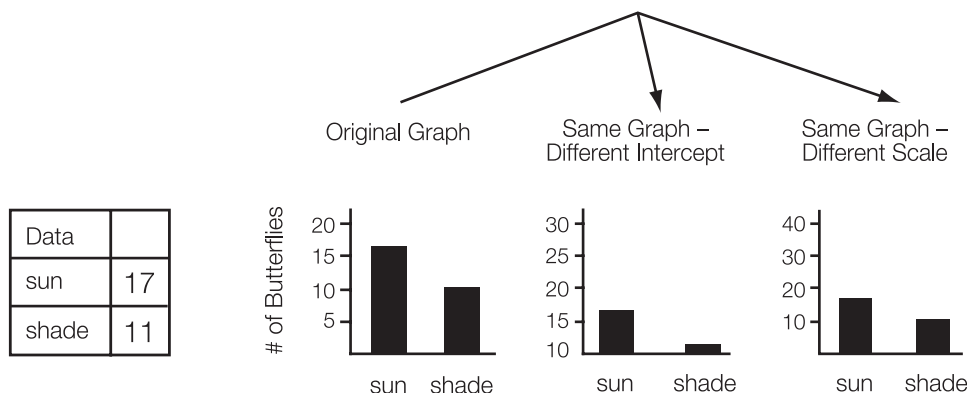 Original Graph
Same Graph –
Different Intercept
Same Graph –
Different Scale
Data
sun 17
shade 11
# of Butterflies
20
15
10
5
sun shade
30
25
20
15
10
sun shade
40
30
20
10
sun shade